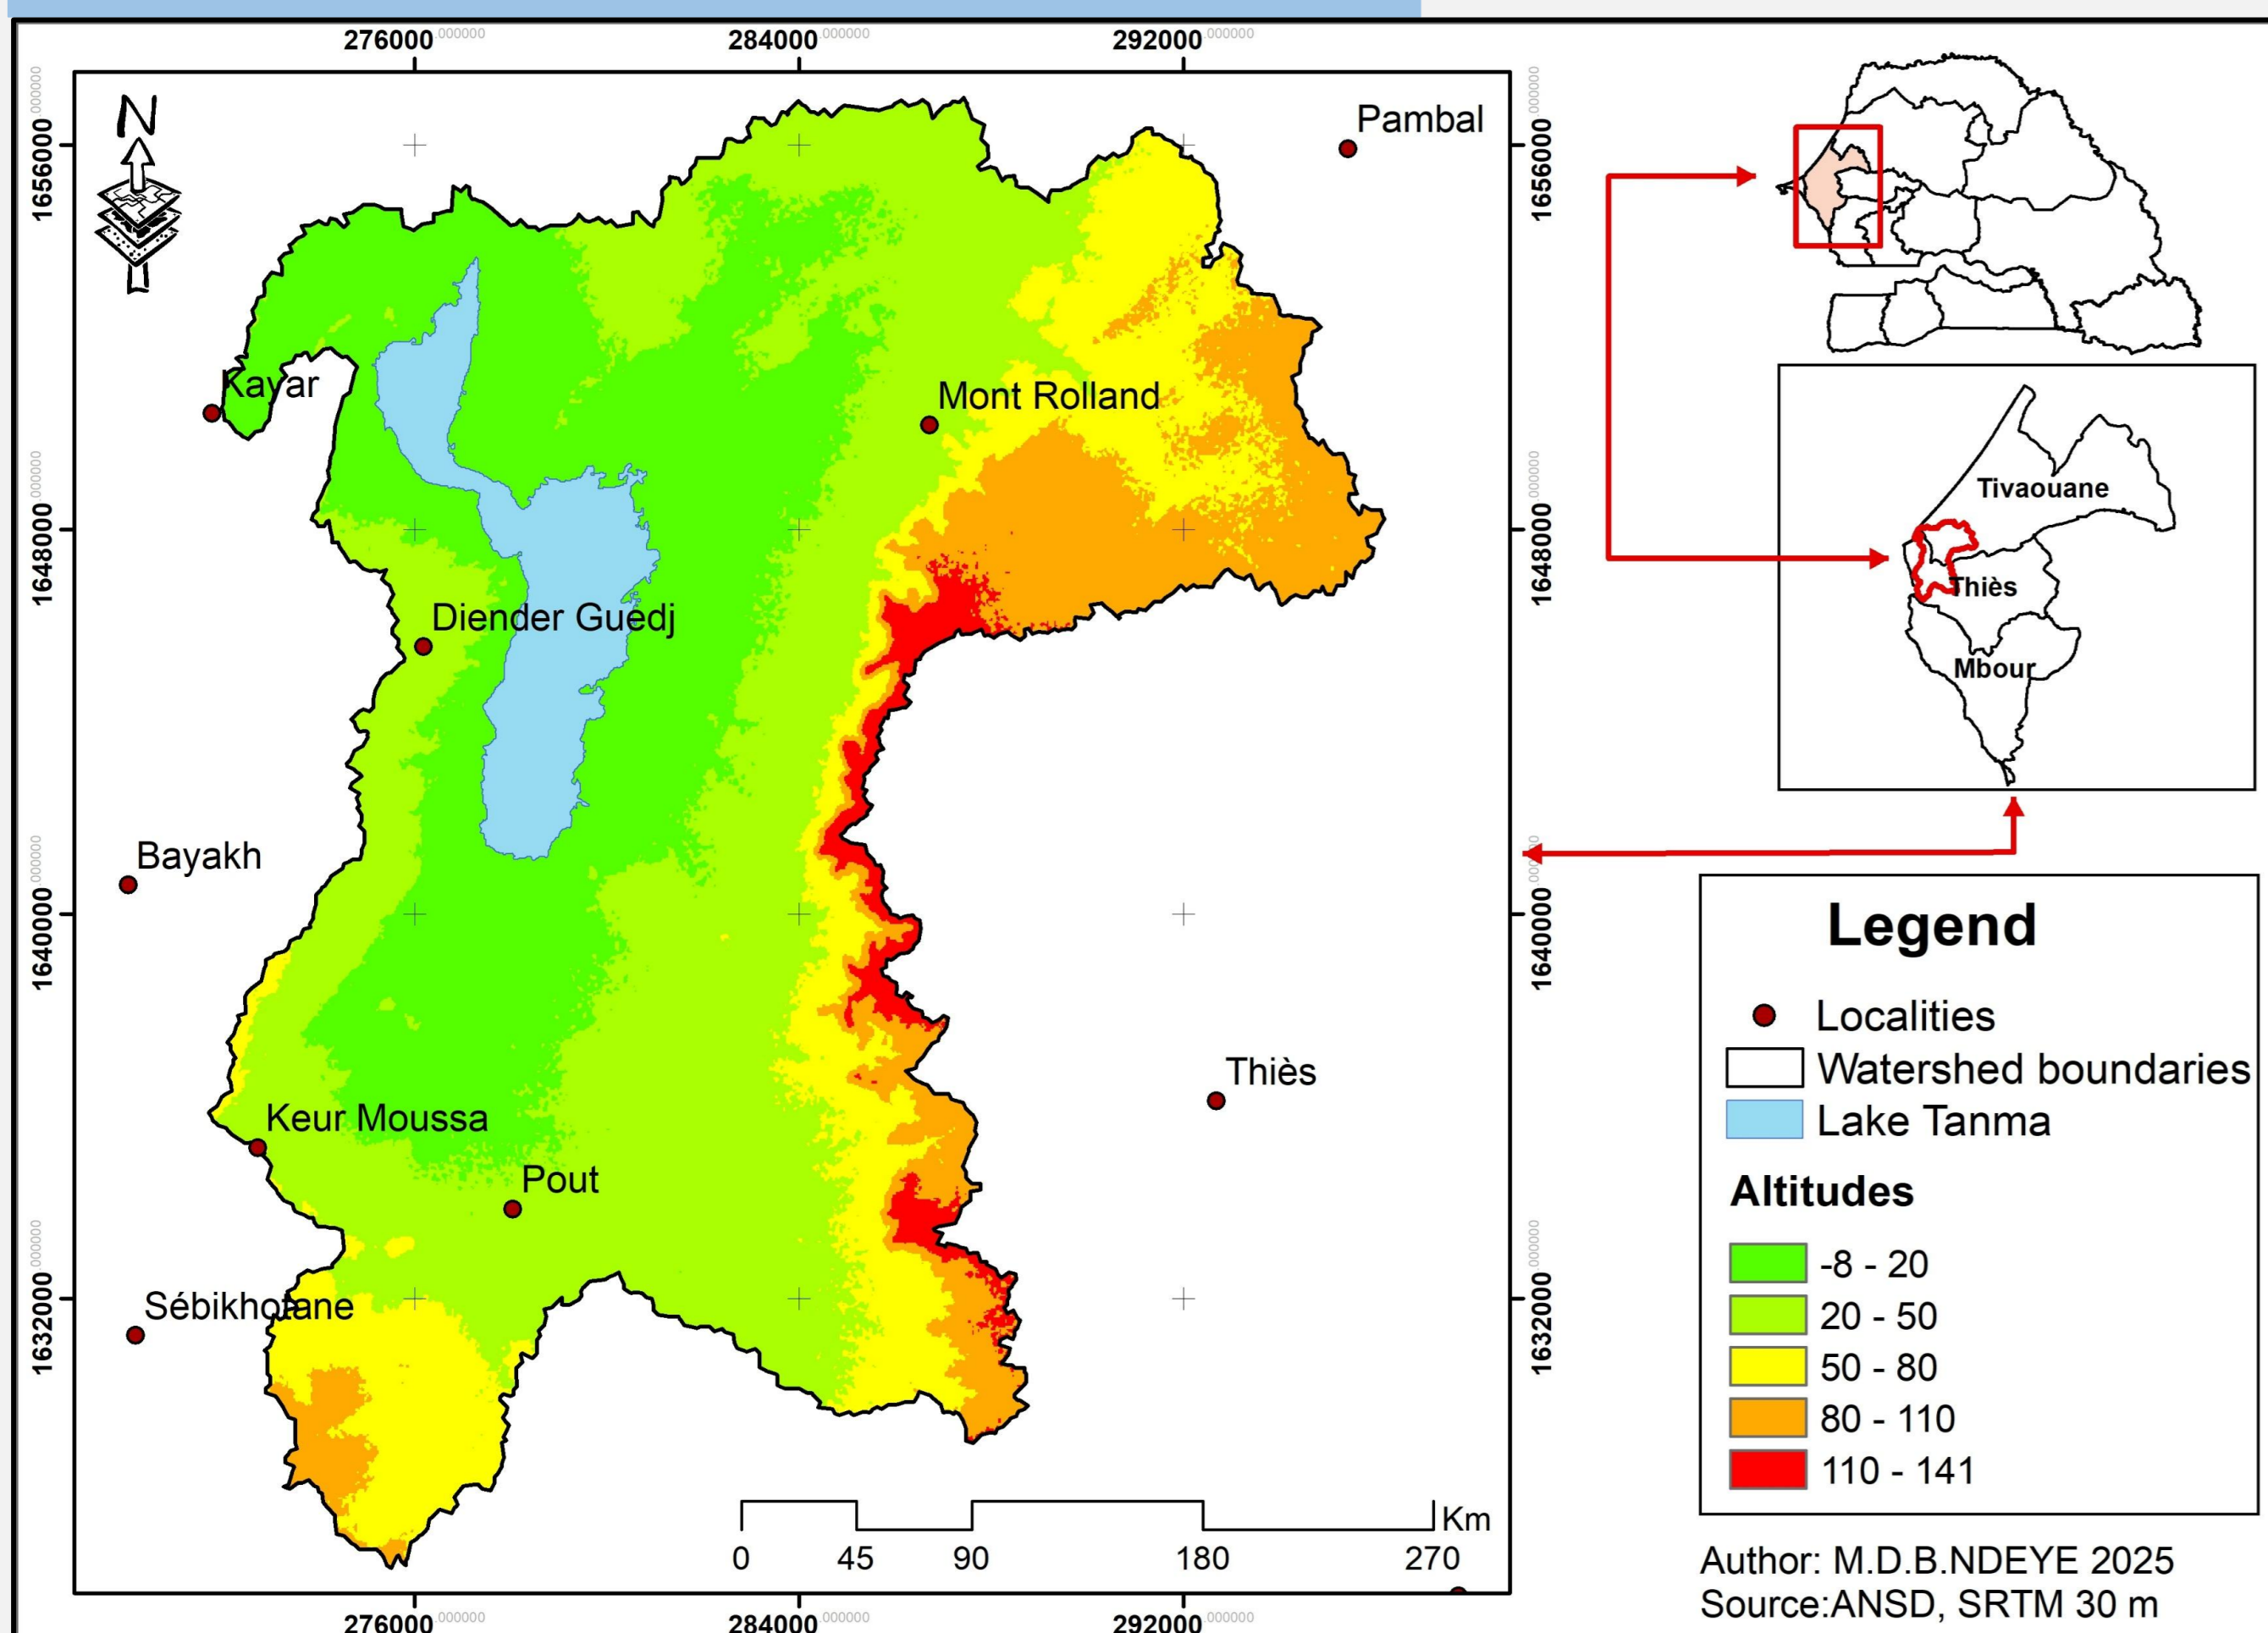 276000.000000 284000.000000 292000.000000
1656000.000000
1648000.000000
1640000.000000
1632000.000000
N
Pambal
Kayar
Mont Rolland
Diender Guedj
Bayakh
Thiès
Keur Moussa
Pout
Sébikhotane
Km
0 45 90 180 270
1656000.000000
1648000.000000
1640000.000000
1632000.000000
276000.000000 284000.000000 292000.000000
Tivaouane
Thiès
Mbour
Legend
Localities
Watershed boundaries
Lake Tanma
Altitudes
-8 - 20
20 - 50
50 - 80
80 - 110
110 - 141
Author: M.D.B.NDEYE 2025
Source:ANSD, SRTM 30 m